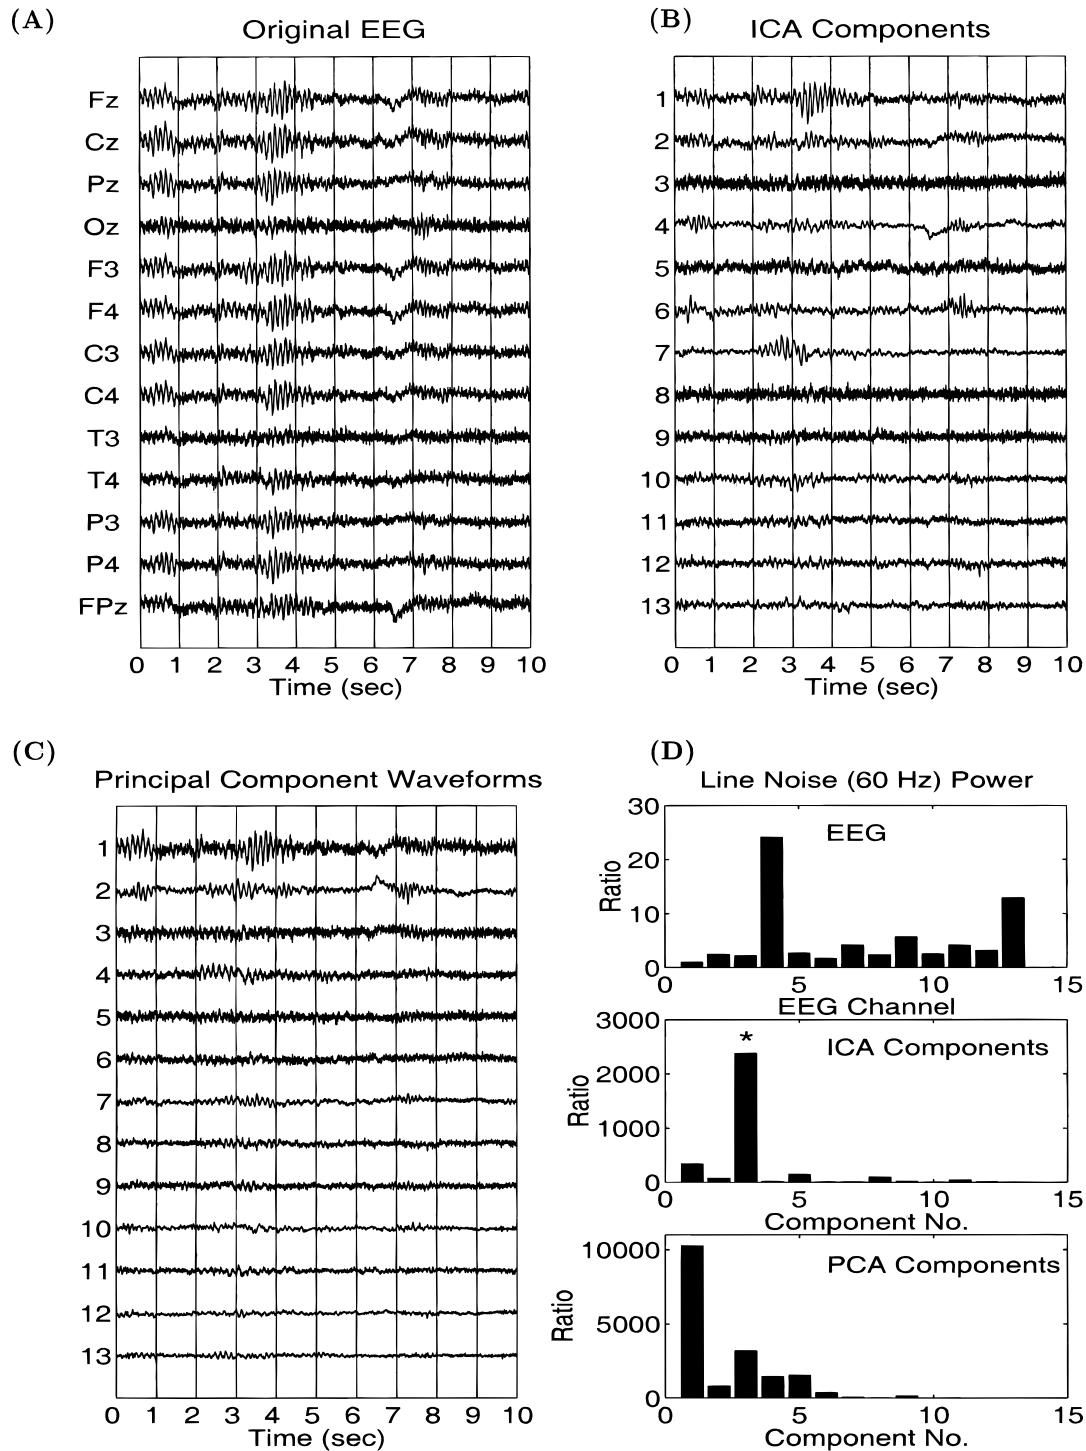 (A)
Original EEG
Fz
Cz
Pz
Oz
F3
F4
C3
C4
T3
T4
P3
P4
FPz
0 1 2 3 4 5 6 7 8 9 10
Time (sec)
(B)
ICA Components
1
2
3
4
5
6
7
8
9
10
11
12
13
0 1 2 3 4 5 6 7 8 9 10
Time (sec)
(C)
Principal Component Waveforms
1
2
3
4
5
6
7
8
9
10
11
12
13
0 1 2 3 4 5 6 7 8 9 10
Time (sec)
(D)
Line Noise (60 Hz) Power
30
20
10
0
Ratio
EEG
0 5 10 15
EEG Channel
3000
2000
1000
0
Ratio
*
ICA Components
0 5 10 15
Component No.
10000
5000
0
Ratio
PCA Components
0 5 10 15
Component No.